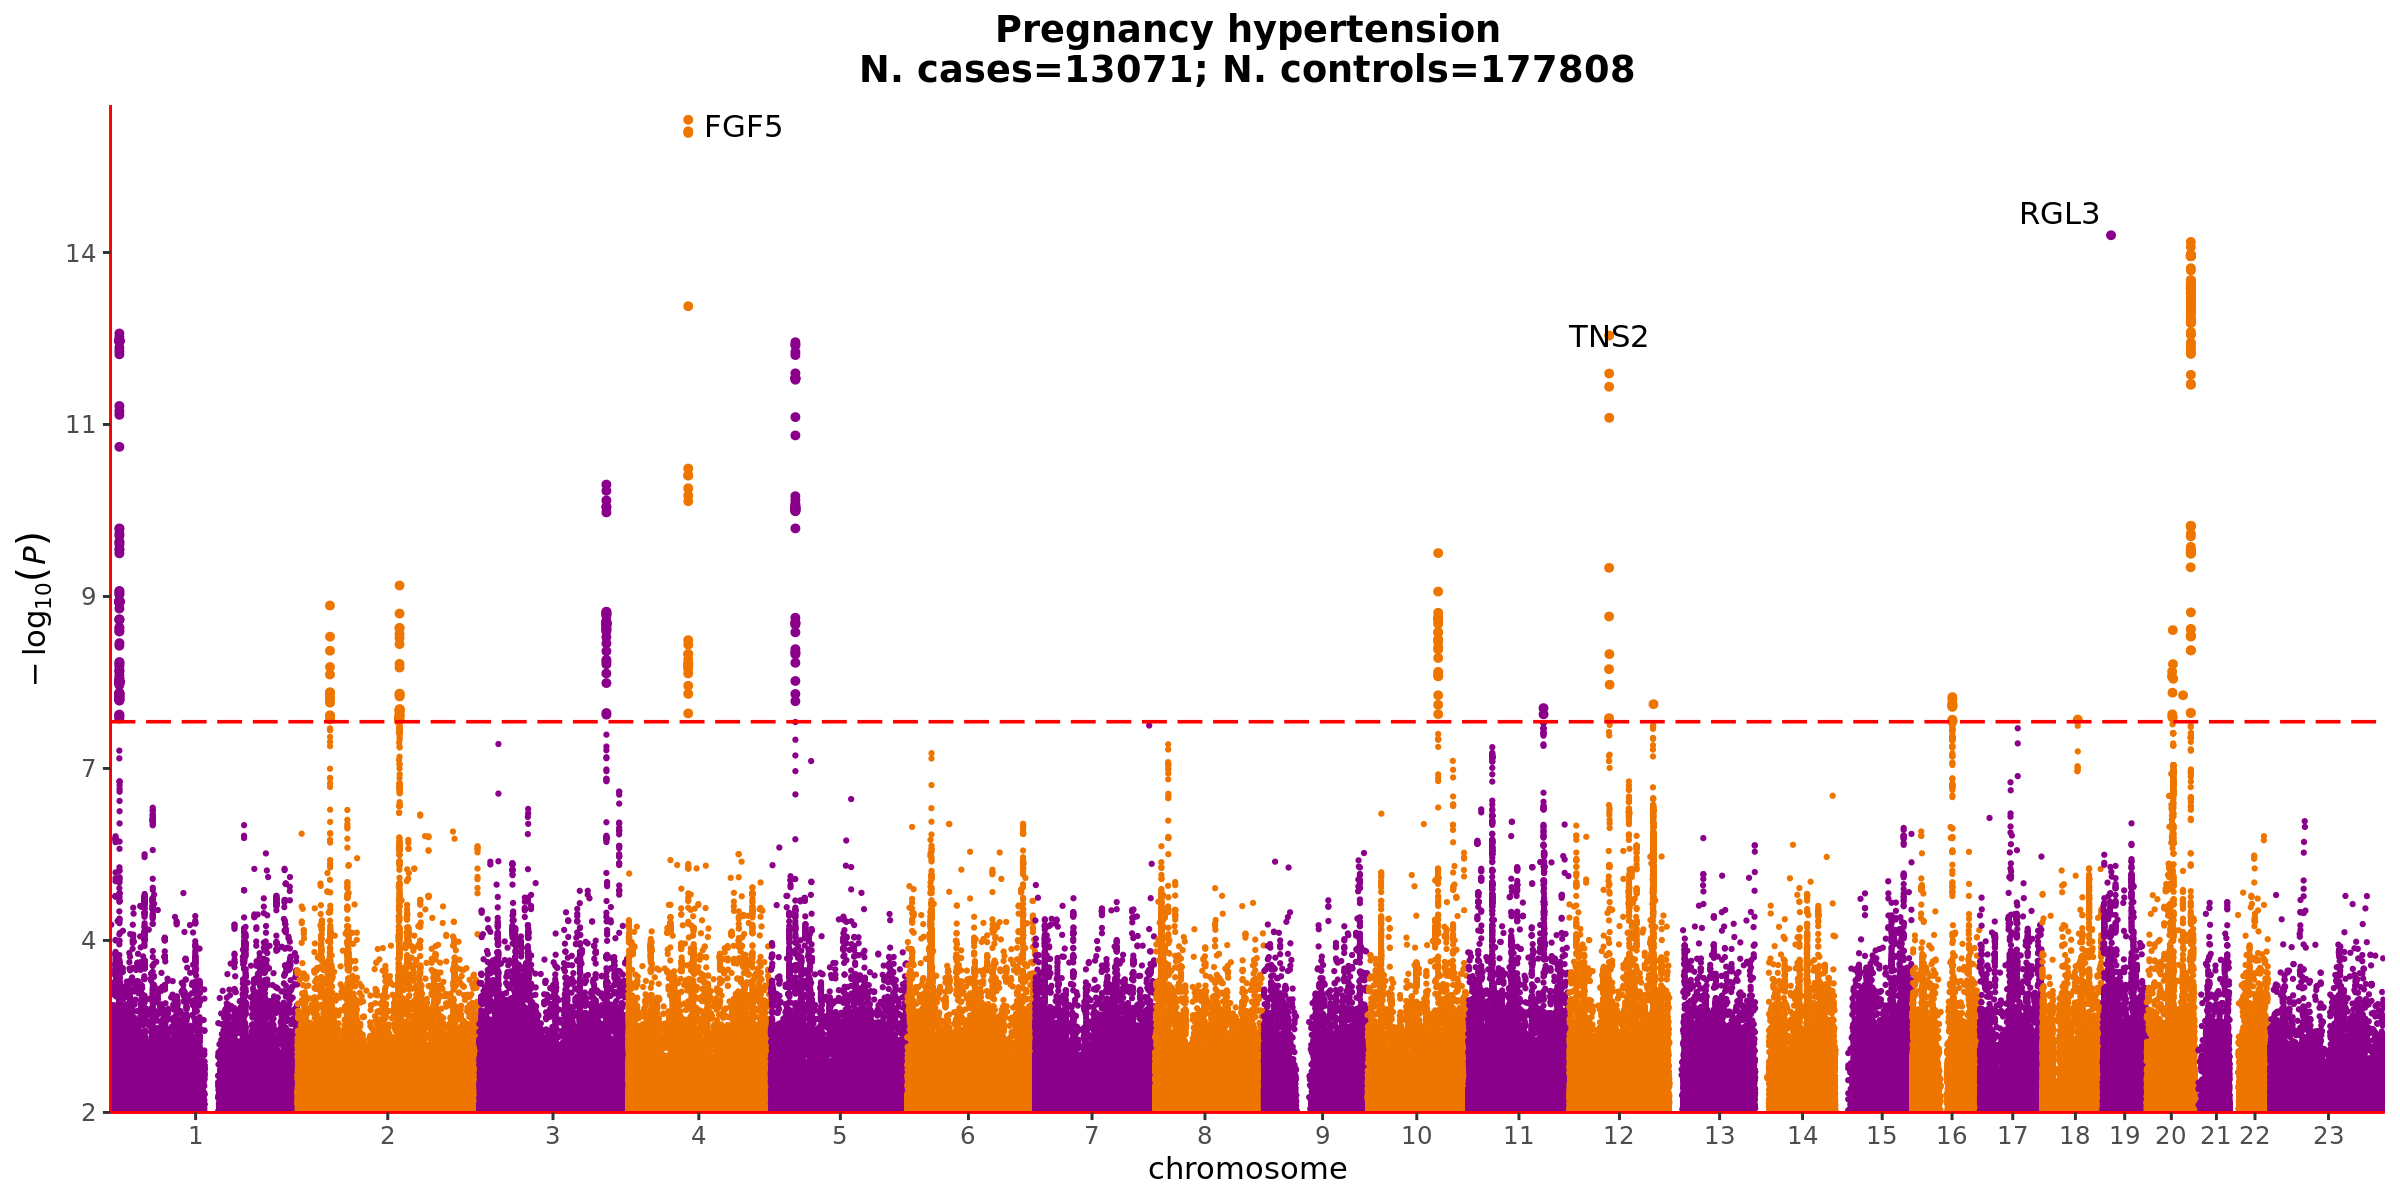 Pregnancy hypertension
N. cases=13071; N. controls=177808
FGF5
RGL3
TNS2
14
11
9
7
4
2
− log10(P)
1 2 3 4 5 6 7 8 9 10 11 12 13 14 15 16 17 18 19 20 21 22 23
chromosome